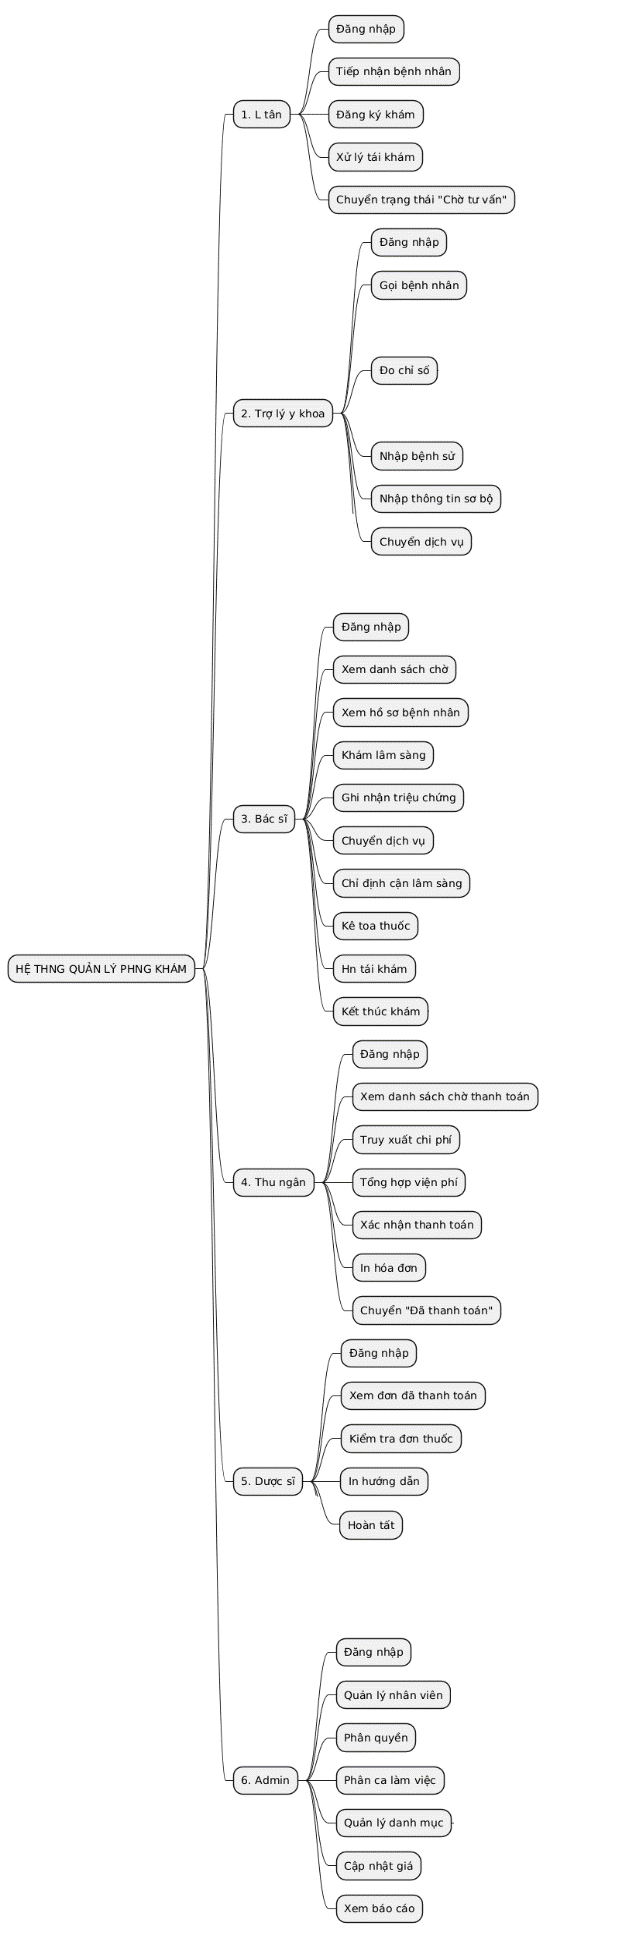 HỆ THNG QUẢN LÝ PHNG KHÁM
1. L tân
Đăng nhập
Tiếp nhận bệnh nhân
Đăng ký khám
Xử lý tái khám
Chuyển trạng thái "Chờ tư vấn"
2. Trợ lý y khoa
Đăng nhập
Gọi bệnh nhân
Đo chỉ số
Nhập bệnh sử
Nhập thông tin sơ bộ
Chuyển dịch vụ
3. Bác sĩ
Đăng nhập
Xem danh sách chờ
Xem hồ sơ bệnh nhân
Khám lâm sàng
Ghi nhận triệu chứng
Chuyển dịch vụ
Chỉ định cận lâm sàng
Kê toa thuốc
Hn tái khám
Kết thúc khám
4. Thu ngân
Đăng nhập
Xem danh sách chờ thanh toán
Truy xuất chi phí
Tổng hợp viện phí
Xác nhận thanh toán
In hóa đơn
Chuyển "Đã thanh toán"
5. Dược sĩ
Đăng nhập
Xem đơn đã thanh toán
Kiểm tra đơn thuốc
In hướng dẫn
Hoàn tất
6. Admin
Đăng nhập
Quản lý nhân viên
Phân quyền
Phân ca làm việc
Quản lý danh mục
Cập nhật giá
Xem báo cáo